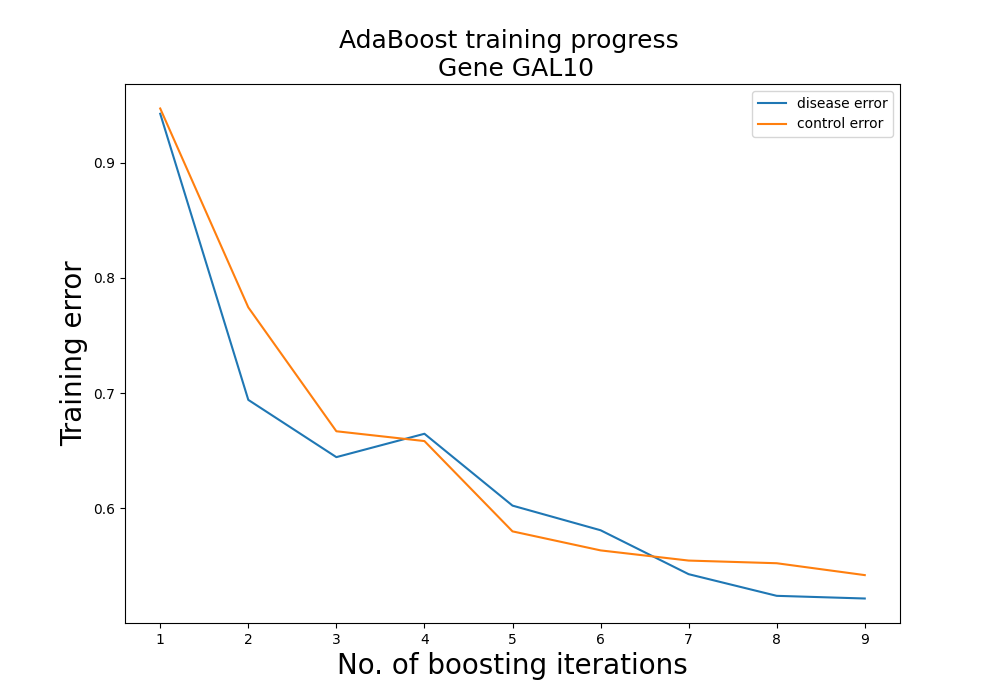 AdaBoost training progress
Gene GAL10
disease error
control error
Training error
0.9
0.8
0.7
0.6
1 2 3 4 5 6 7 8 9
No. of boosting iterations